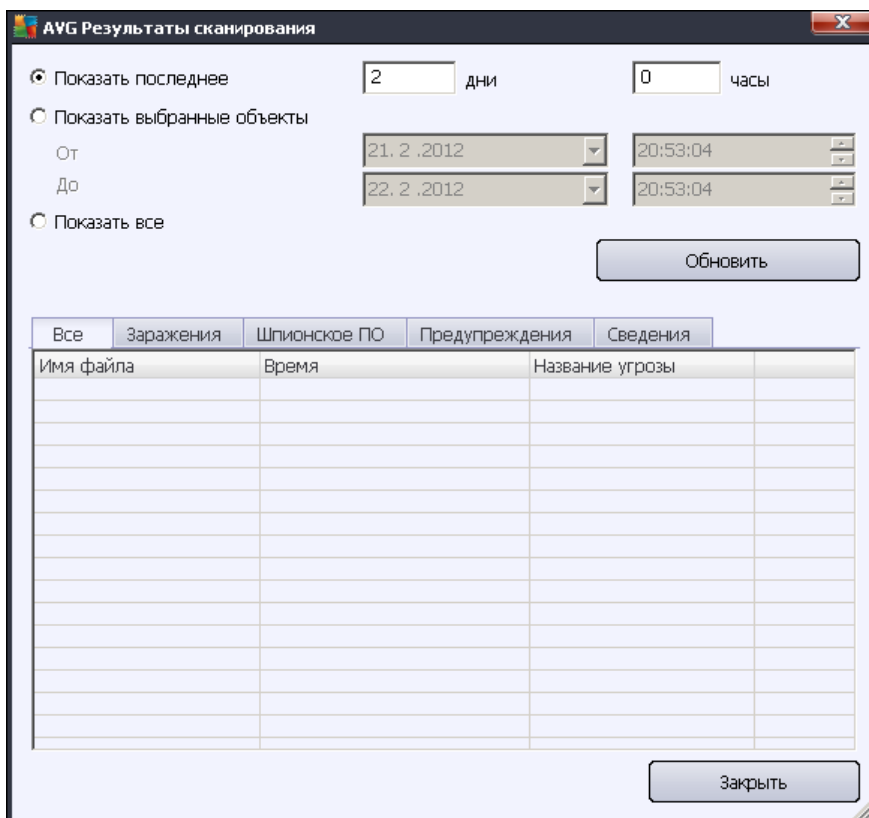 AVG Результаты сканирования
Показать последнее 2 дни 0 часы
Показать выбранные объекты
От 21. 2 .2012 20:53:04
До 22. 2 .2012 20:53:04
Показать все
Обновить
Все Заражения Шпионское ПО Предупреждения Сведения
Имя файла Время Название угрозы
Закрыть